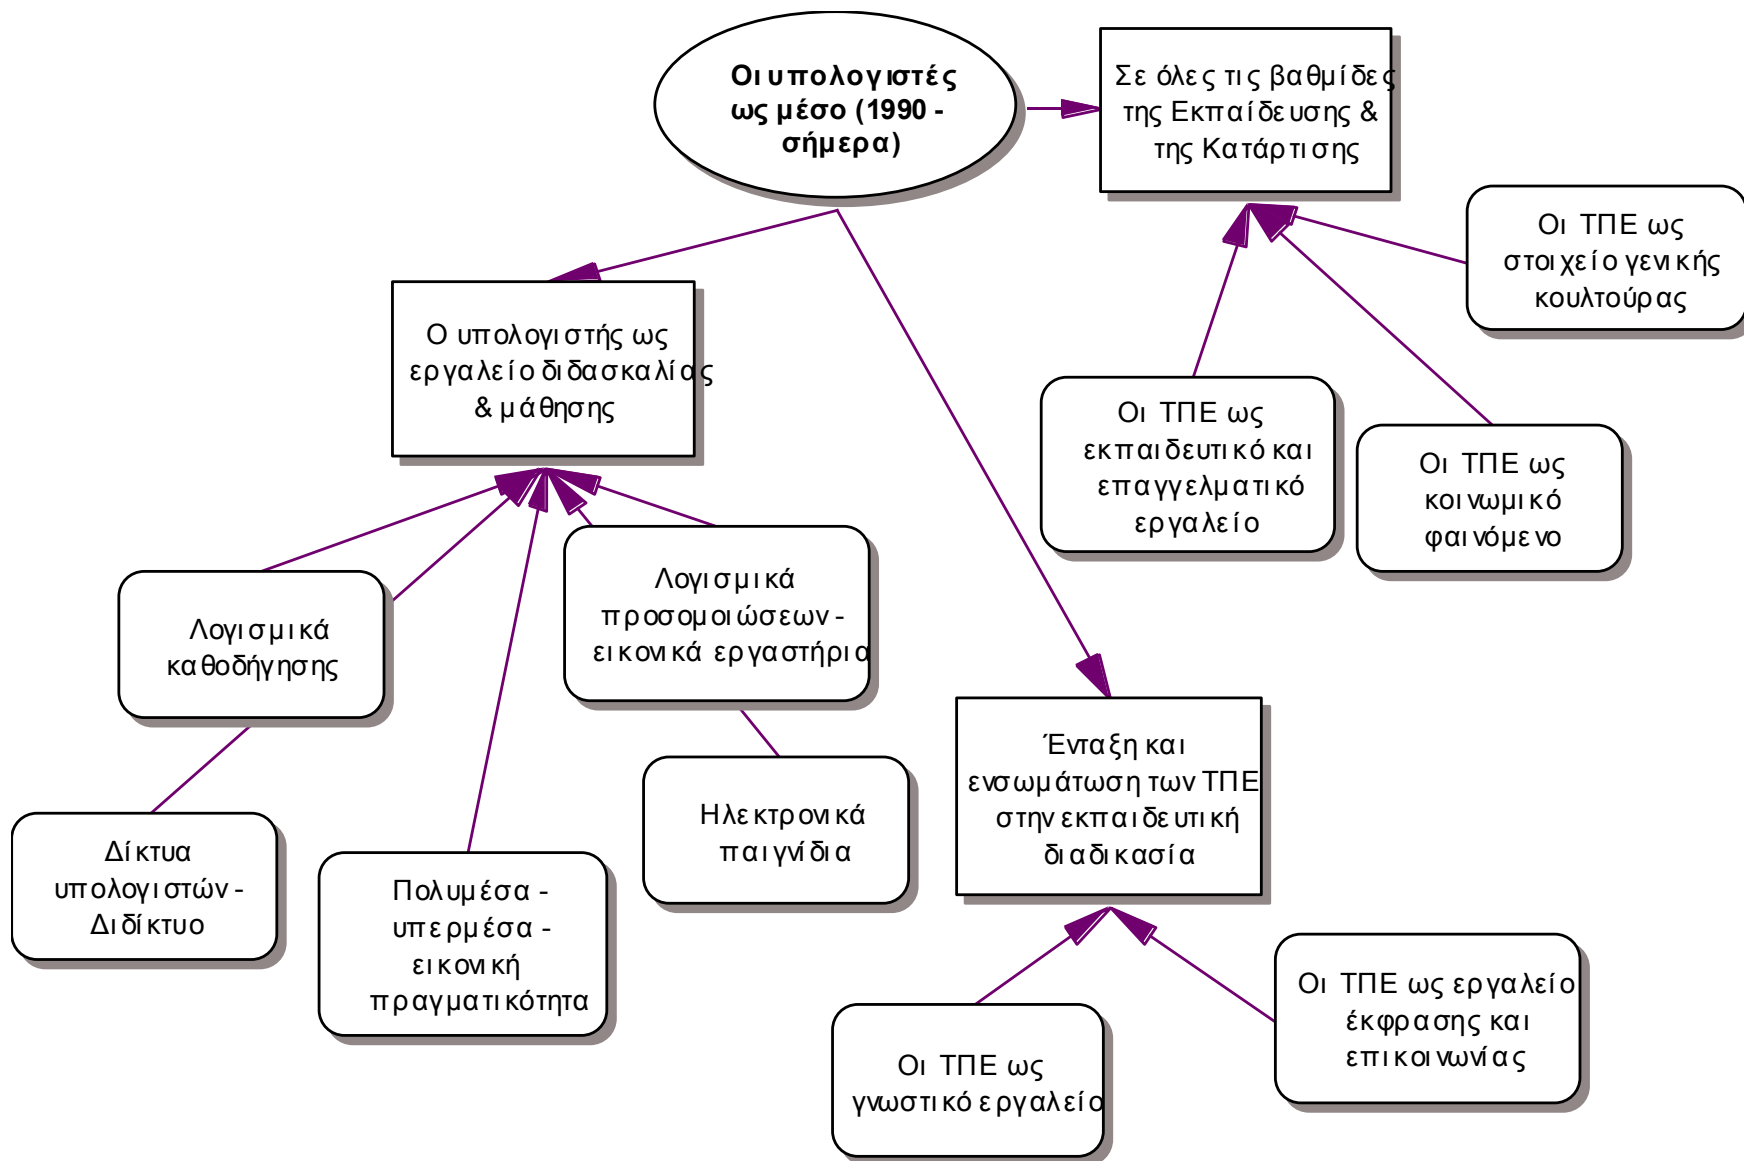 Οι υπολογιστές
ως μέσο (1990 -
σήμερα)
Σε όλες τις βαθμίδες
της Εκπαίδευσης &
της Κατάρτισης
Οι ΤΠΕ ως
στοιχείο γενικής
κουλτούρας
Ο υπολογιστής ως
εργαλείο διδασκαλίας
& μάθησης
Οι ΤΠΕ ως
εκπαιδευτικό και
επαγγελματικό
εργαλείο
Οι ΤΠΕ ως
κοινωμικό
φαινόμενο
Λογισμικά
καθοδήγησης
Λογισμικά
προσομοιώσεων -
εικονικά εργαστήρια
Ένταξη και
ενσωμάτωση των ΤΠΕ
στην εκπαιδευτική
διαδικασία
Ηλεκτρονικά
παιγνίδια
Δίκτυα
υπολογιστών -
Διδίκτυο
Πολυμέσα -
υπερμέσα -
εικονική
πραγματικότητα
Οι ΤΠΕ ως
γνωστικό εργαλείο
Οι ΤΠΕ ως εργαλείο
έκφρασης και
επικοινωνίας